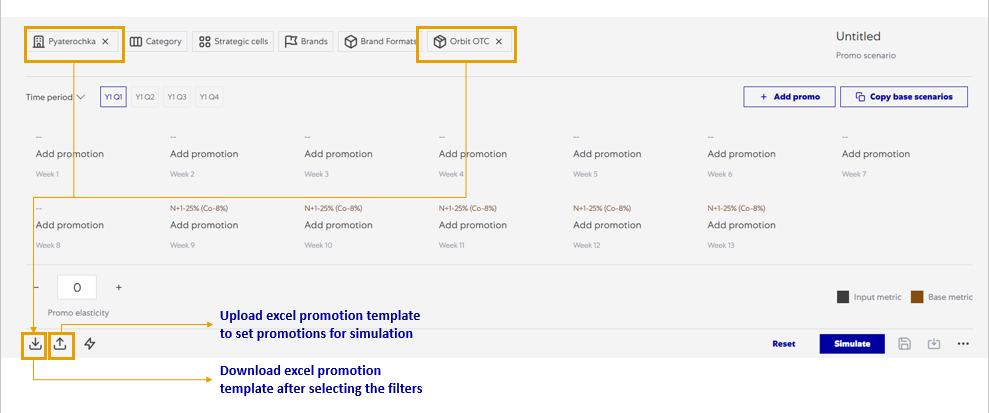 Pyaterochka × Category Strategic cells Brands Brand Formats Orbit OTC ×
Untitled
Promo scenario
Time period Y1 Q1 Y1 Q2 Y1 Q3 Y1 Q4 + Add promo Copy base scenarios
-- -- -- -- -- -- --
Add promotion Add promotion Add promotion Add promotion Add promotion Add promotion Add promotion
Week 1 Week 2 Week 3 Week 4 Week 5 Week 6 Week 7
-- N+1-25% (Co-8%) N+1-25% (Co-8%) N+1-25% (Co-8%) N+1-25% (Co-8%) N+1-25% (Co-8%)
Add promotion Add promotion Add promotion Add promotion Add promotion Add promotion
Week 8 Week 9 Week 10 Week 11 Week 12 Week 13
− 0 +
Input metric Base metric
Promo elasticity
Upload excel promotion template
to set promotions for simulation
Reset Simulate
Download excel promotion
template after selecting the filters